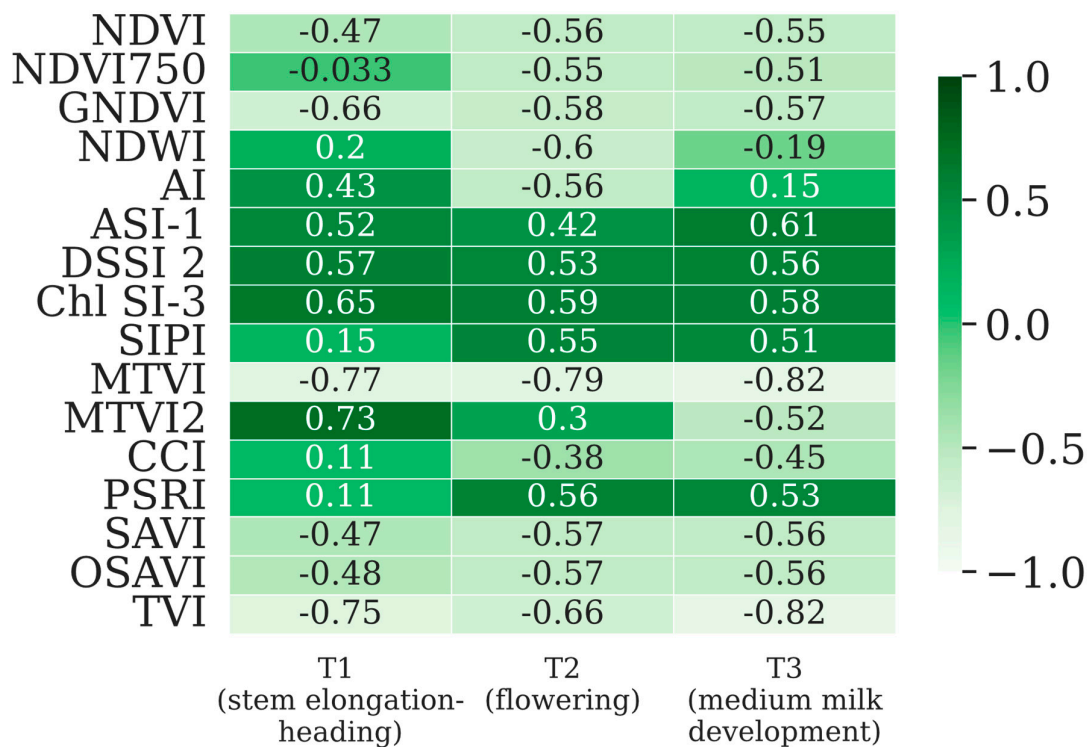 NDVI -0.47 -0.56 -0.55
NDVI750 -0.033 -0.55 -0.51
GNDVI -0.66 -0.58 -0.57
NDWI 0.2 -0.6 -0.19
AI 0.43 -0.56 0.15
ASI-1 0.52 0.42 0.61
DSSI 2 0.57 0.53 0.56
Chl SI-3 0.65 0.59 0.58
SIPI 0.15 0.55 0.51
MTVI -0.77 -0.79 -0.82
MTVI2 0.73 0.3 -0.52
CCI 0.11 -0.38 -0.45
PSRI 0.11 0.56 0.53
SAVI -0.47 -0.57 -0.56
OSAVI -0.48 -0.57 -0.56
TVI -0.75 -0.66 -0.82
T1
(stem elongation-
heading)
T2
(flowering)
T3
(medium milk
development)
1.0
0.5
0.0
−0.5
−1.0